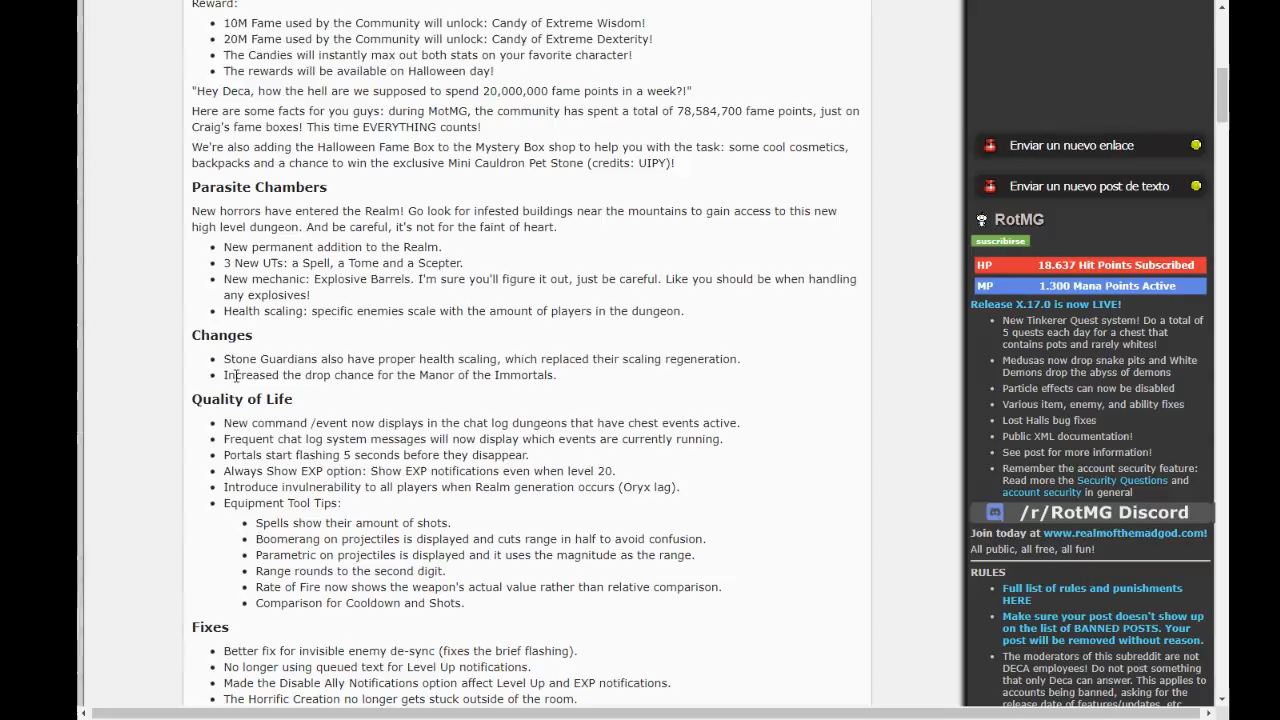 Reward:
10M Fame used by the Community will unlock: Candy of Extreme Wisdom!
20M Fame used by the Community will unlock: Candy of Extreme Dexterity!
The Candies will instantly max out both stats on your favorite character!
The rewards will be available on Halloween day!
"Hey Deca, how the hell are we supposed to spend 20,000,000 fame points in a week?!"
Here are some facts for you guys: during MotMG, the community has spent a total of 78,584,700 fame points, just on
Craig's fame boxes! This time EVERYTHING counts!
We're also adding the Halloween Fame Box to the Mystery Box shop to help you with the task: some cool cosmetics,
backpacks and a chance to win the exclusive Mini Cauldron Pet Stone (credits: UIPY)!
Parasite Chambers
New horrors have entered the Realm! Go look for infested buildings near the mountains to gain access to this new
high level dungeon. And be careful, it's not for the faint of heart.
New permanent addition to the Realm.
3 New UTs: a Spell, a Tome and a Scepter.
New mechanic: Explosive Barrels. I'm sure you'll figure it out, just be careful. Like you should be when handling
any explosives!
Health scaling: specific enemies scale with the amount of players in the dungeon.
Changes
Stone Guardians also have proper health scaling, which replaced their scaling regeneration.
Increased the drop chance for the Manor of the Immortals.
Quality of Life
New command /event now displays in the chat log dungeons that have chest events active.
Frequent chat log system messages will now display which events are currently running.
Portals start flashing 5 seconds before they disappear.
Always Show EXP option: Show EXP notifications even when level 20.
Introduce invulnerability to all players when Realm generation occurs (Oryx lag).
Equipment Tool Tips:
Spells show their amount of shots.
Boomerang on projectiles is displayed and cuts range in half to avoid confusion.
Parametric on projectiles is displayed and it uses the magnitude as the range.
Range rounds to the second digit.
Rate of Fire now shows the weapon's actual value rather than relative comparison.
Comparison for Cooldown and Shots.
Fixes
Better fix for invisible enemy de-sync (fixes the brief flashing).
No longer using queued text for Level Up notifications.
Made the Disable Ally Notifications option affect Level Up and EXP notifications.
The Horrific Creation no longer gets stuck outside of the room.
Enviar un nuevo enlace
Enviar un nuevo post de texto
RotMG
suscribirse
HP 18.637 Hit Points Subscribed
MP 1.300 Mana Points Active
Release X.17.0 is now LIVE!
New Tinkerer Quest system! Do a total of
5 quests each day for a chest that
contains pots and rarely whites!
Medusas now drop snake pits and White
Demons drop the abyss of demons
Particle effects can now be disabled
Various item, enemy, and ability fixes
Lost Halls bug fixes
Public XML documentation!
See post for more information!
Remember the account security feature:
Read more the Security Questions and
account security in general
/r/RotMG Discord
Join today at www.realmofthemadgod.com!
All public, all free, all fun!
RULES
Full list of rules and punishments
HERE
Make sure your post doesn't show up
on the list of BANNED POSTS. Your
post will be removed without reason.
The moderators of this subreddit are not
DECA employees! Do not post something
that only Deca can answer. This applies to
accounts being banned, asking for the
release date of features/updates, etc